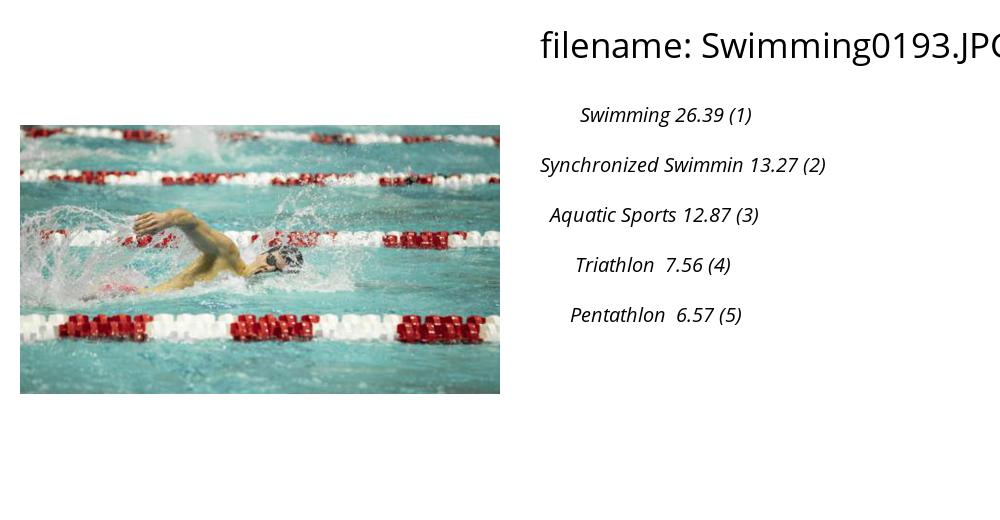 filename: Swimming0193.JPG
Swimming 26.39 (1)
Synchronized Swimmin 13.27 (2)
Aquatic Sports 12.87 (3)
Triathlon 7.56 (4)
Pentathlon 6.57 (5)